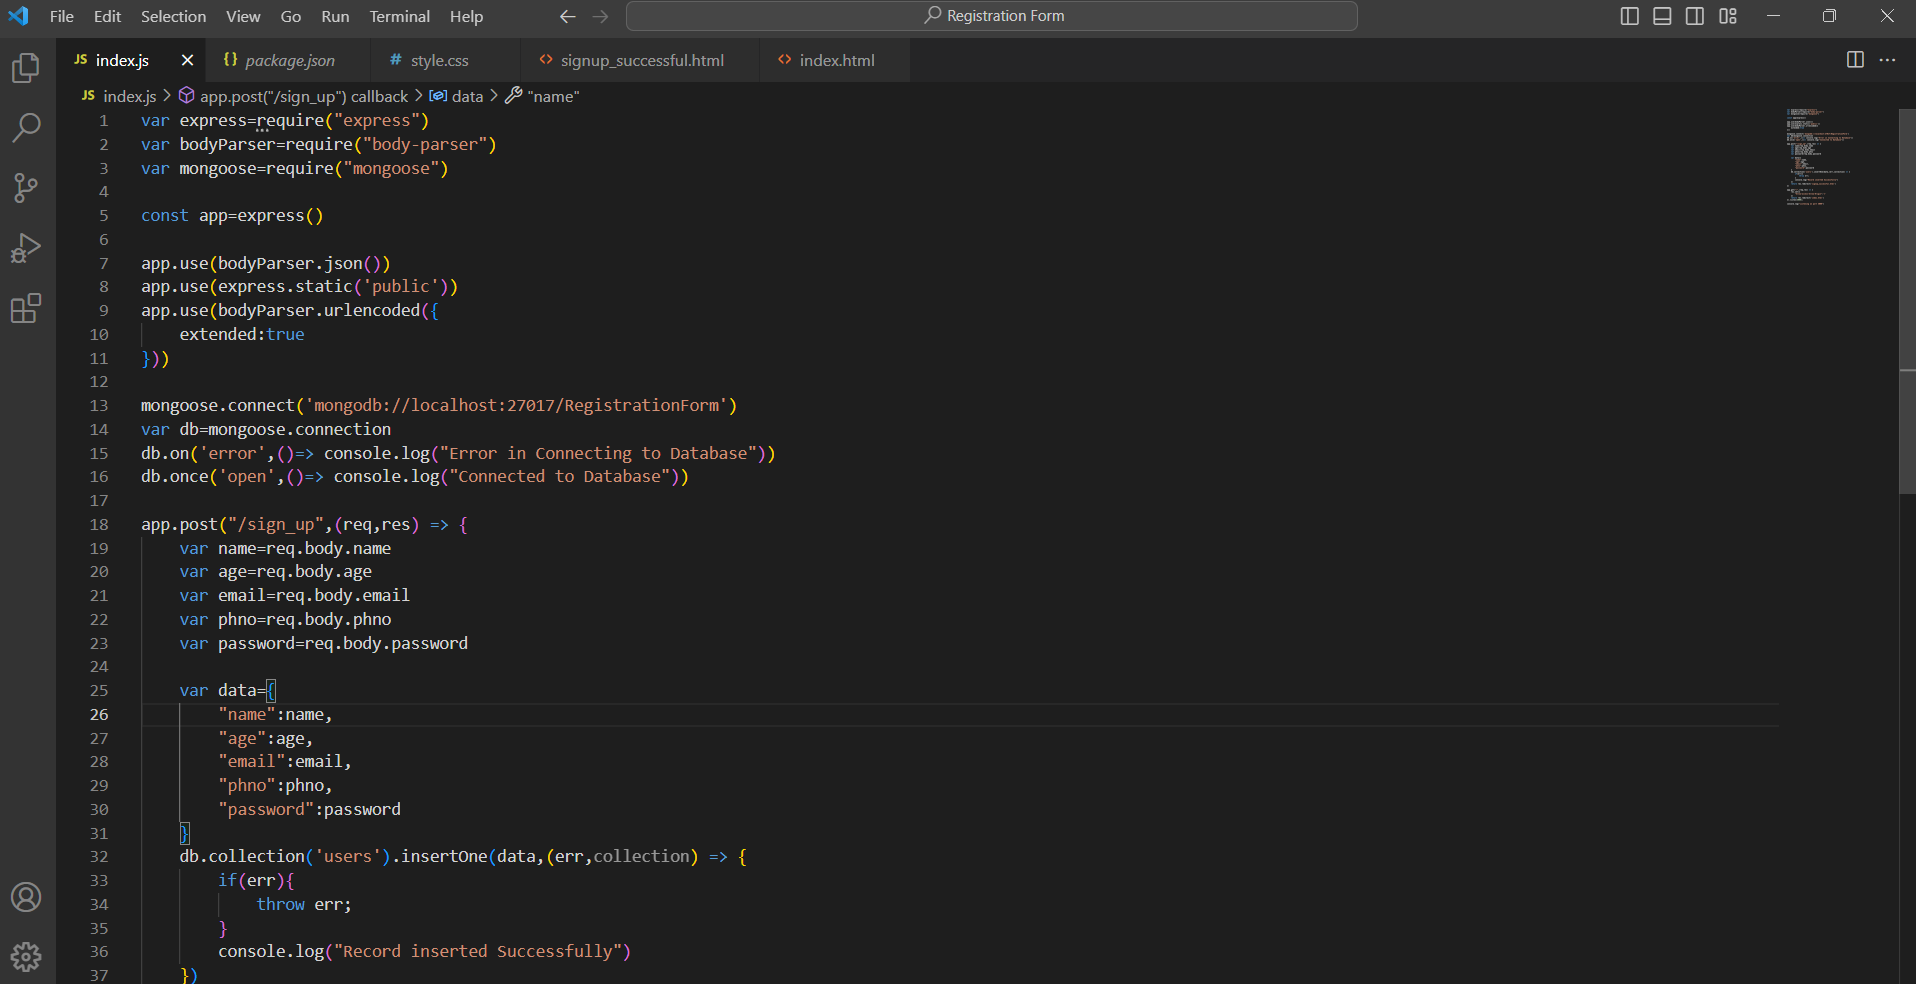 File Edit Selection View Go Run Terminal Help Registration Form
JS index.js {} package.json # style.css <> signup_successful.html <> index.html
JS index.js > app.post("/sign_up") callback > data > "name"
1 var express=require("express")
2 var bodyParser=require("body-parser")
3 var mongoose=require("mongoose")
4
5 const app=express()
6
7 app.use(bodyParser.json())
8 app.use(express.static('public'))
9 app.use(bodyParser.urlencoded({
10     extended:true
11 }))
12
13 mongoose.connect('mongodb://localhost:27017/RegistrationForm')
14 var db=mongoose.connection
15 db.on('error',()=> console.log("Error in Connecting to Database"))
16 db.once('open',()=> console.log("Connected to Database"))
17
18 app.post("/sign_up",(req,res) => {
19     var name=req.body.name
20     var age=req.body.age
21     var email=req.body.email
22     var phno=req.body.phno
23     var password=req.body.password
24
25     var data={
26         "name":name,
27         "age":age,
28         "email":email,
29         "phno":phno,
30         "password":password
31     }
32     db.collection('users').insertOne(data,(err,collection) => {
33         if(err){
34             throw err;
35         }
36         console.log("Record inserted Successfully")
37     })